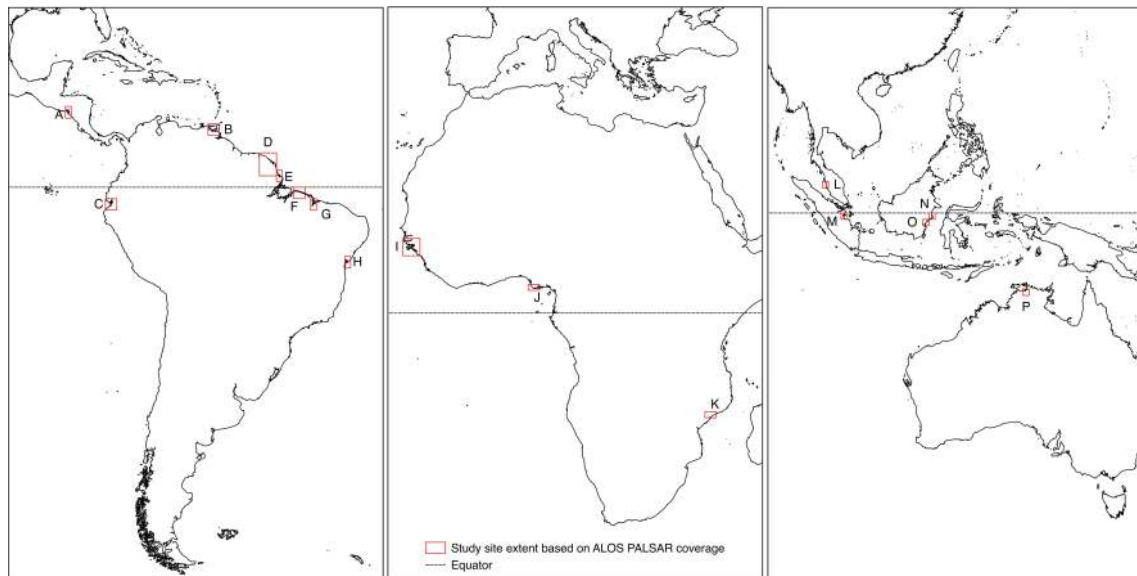 A
B
C
D
E
F
G
H
I
J
K
L
M
N
O
P
Study site extent based on ALOS PALSAR coverage
Equator